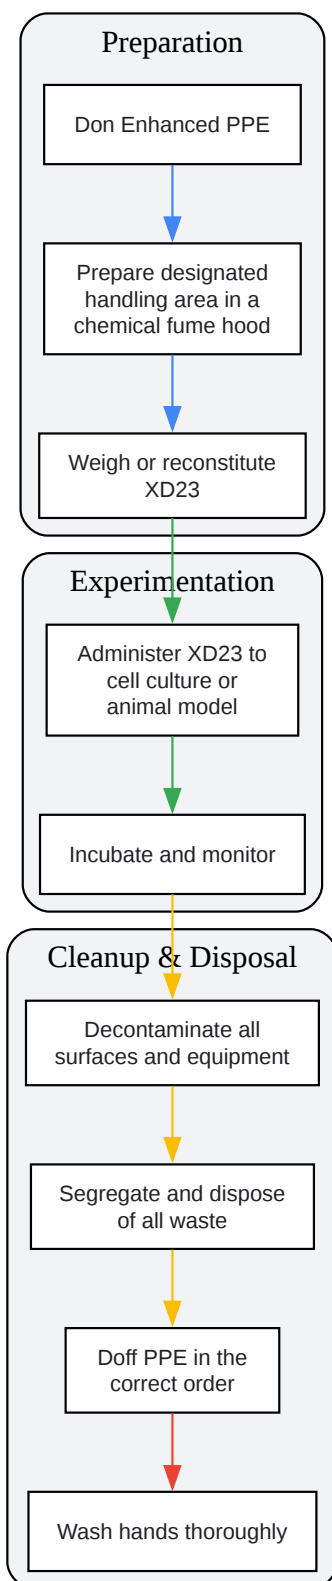 Preparation
Don Enhanced PPE
Prepare designated
handling area in a
chemical fume hood
Weigh or reconstitute
XD23
Experimentation
Administer XD23 to
cell culture or
animal model
Incubate and monitor
Cleanup & Disposal
Decontaminate all
surfaces and equipment
Segregate and dispose
of all waste
Doff PPE in the
correct order
Wash hands thoroughly